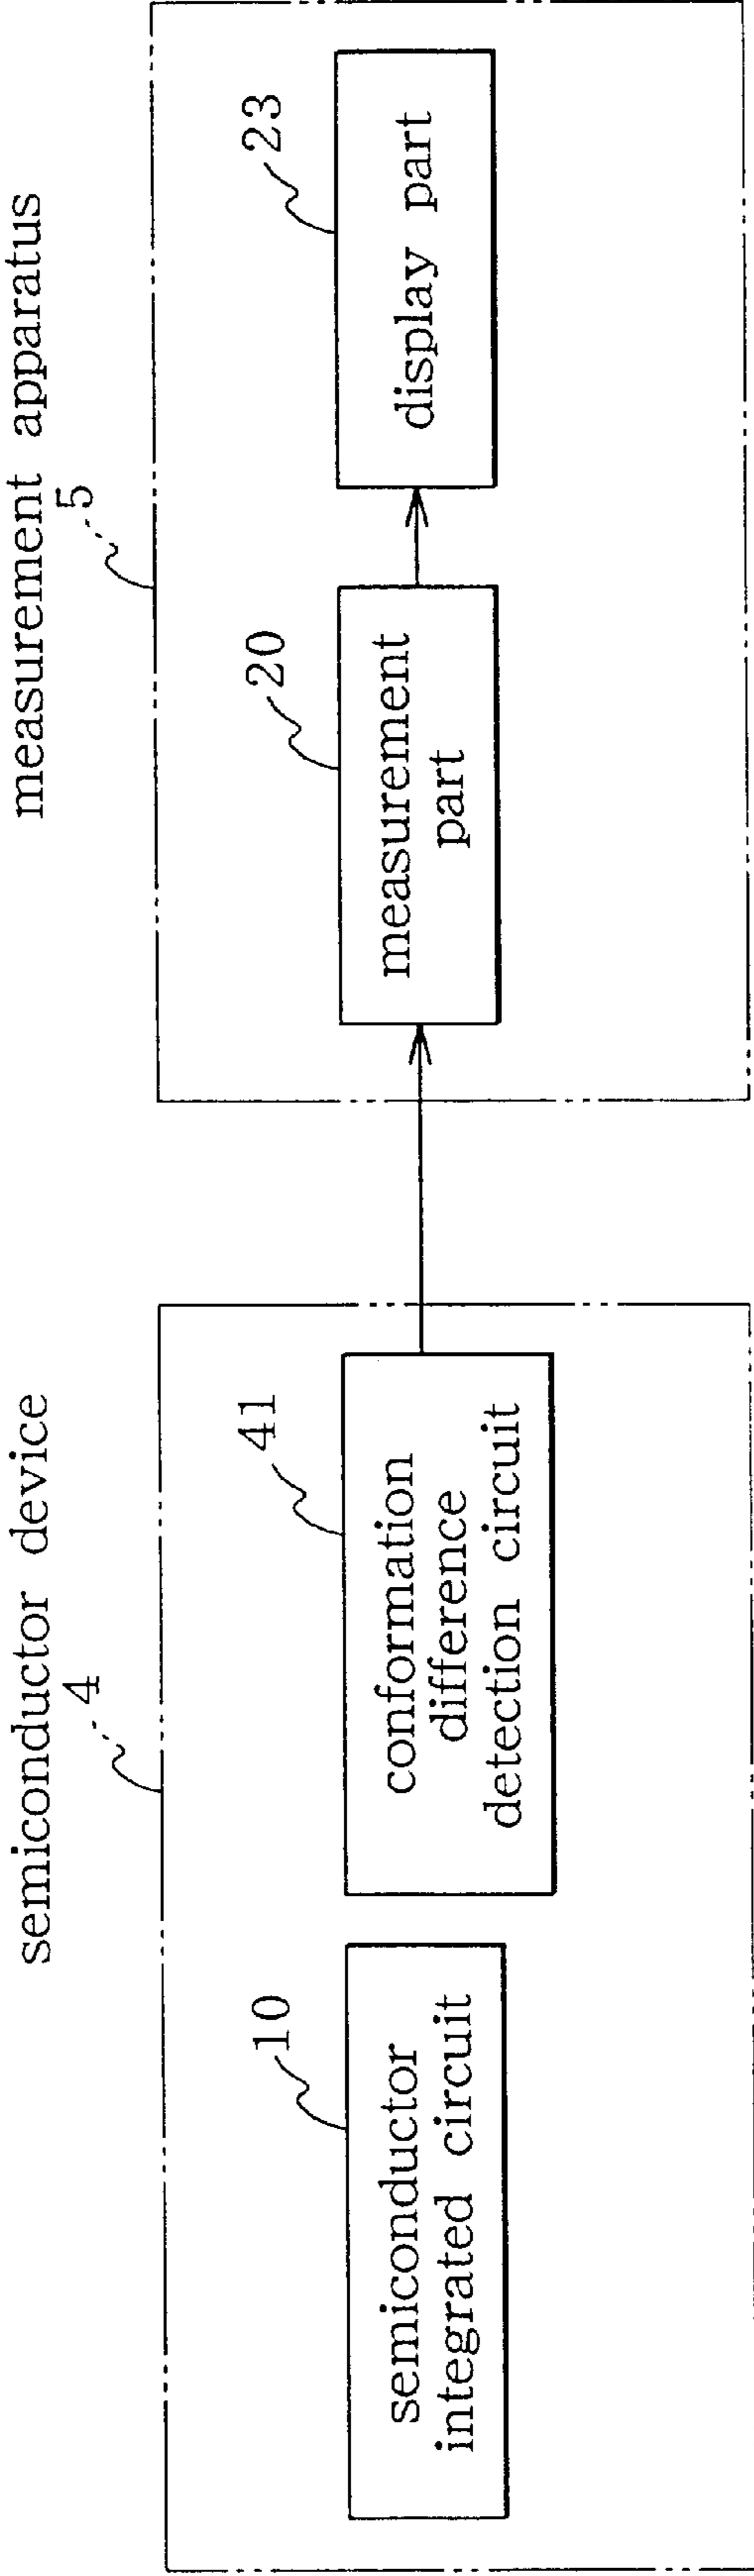 semiconductor device
4
10
semiconductor
integrated circuit
41
conformation
difference
detection circuit
measurement apparatus
5
20
measurement
part
23
display part